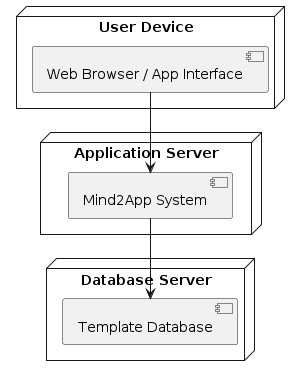 User Device
Web Browser / App Interface
Application Server
Mind2App System
Database Server
Template Database